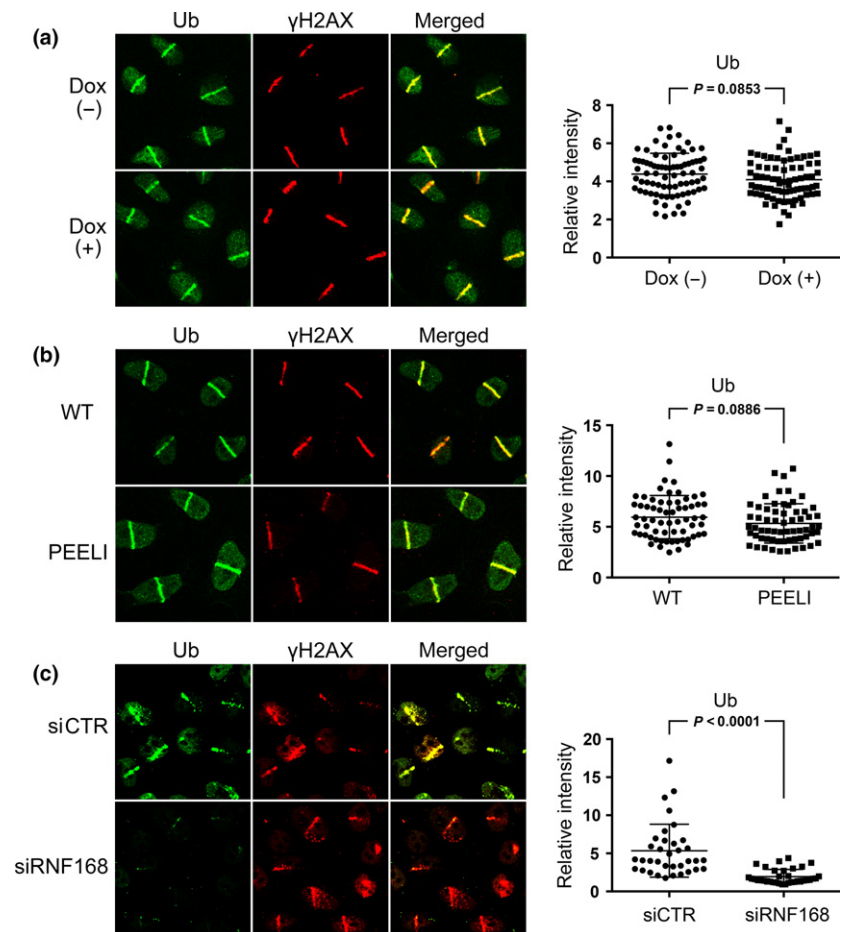 (a)
Ub γH2AX Merged
Dox
(–)
Dox
(+)
Ub
P = 0.0853
Relative intensity
8
6
4
2
0
Dox (–) Dox (+)
(b)
Ub γH2AX Merged
WT
PEELI
Ub
P = 0.0886
Relative intensity
15
10
5
0
WT PEELI
(c)
Ub γH2AX Merged
siCTR
siRNF168
Ub
P < 0.0001
Relative intensity
20
15
10
5
0
siCTR siRNF168